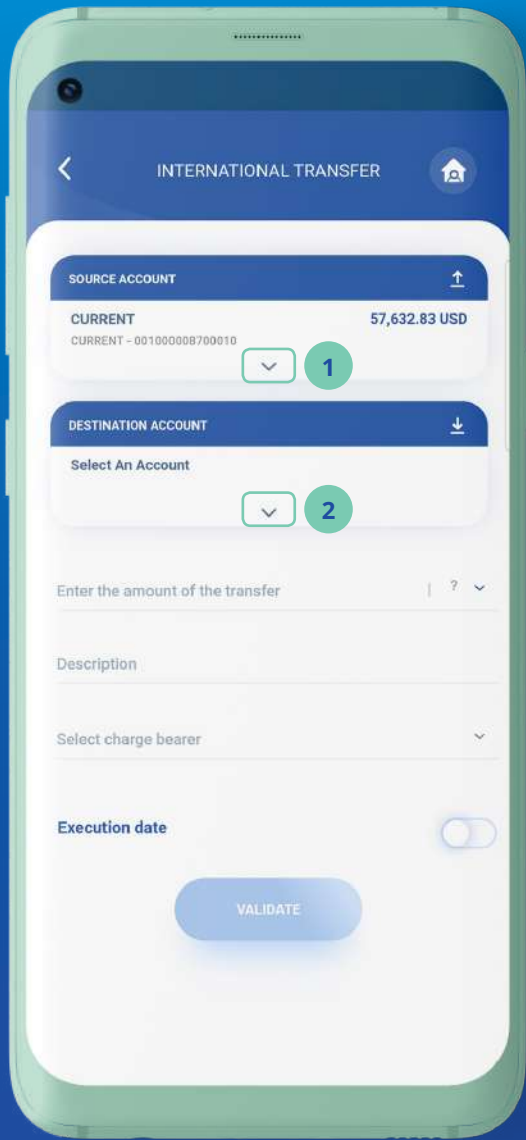 INTERNATIONAL TRANSFER
SOURCE ACCOUNT
CURRENT 57,632.83 USD
CURRENT - 001000008700010
1
DESTINATION ACCOUNT
Select An Account
2
Enter the amount of the transfer | ?
Description
Select charge bearer
Execution date
VALIDATE